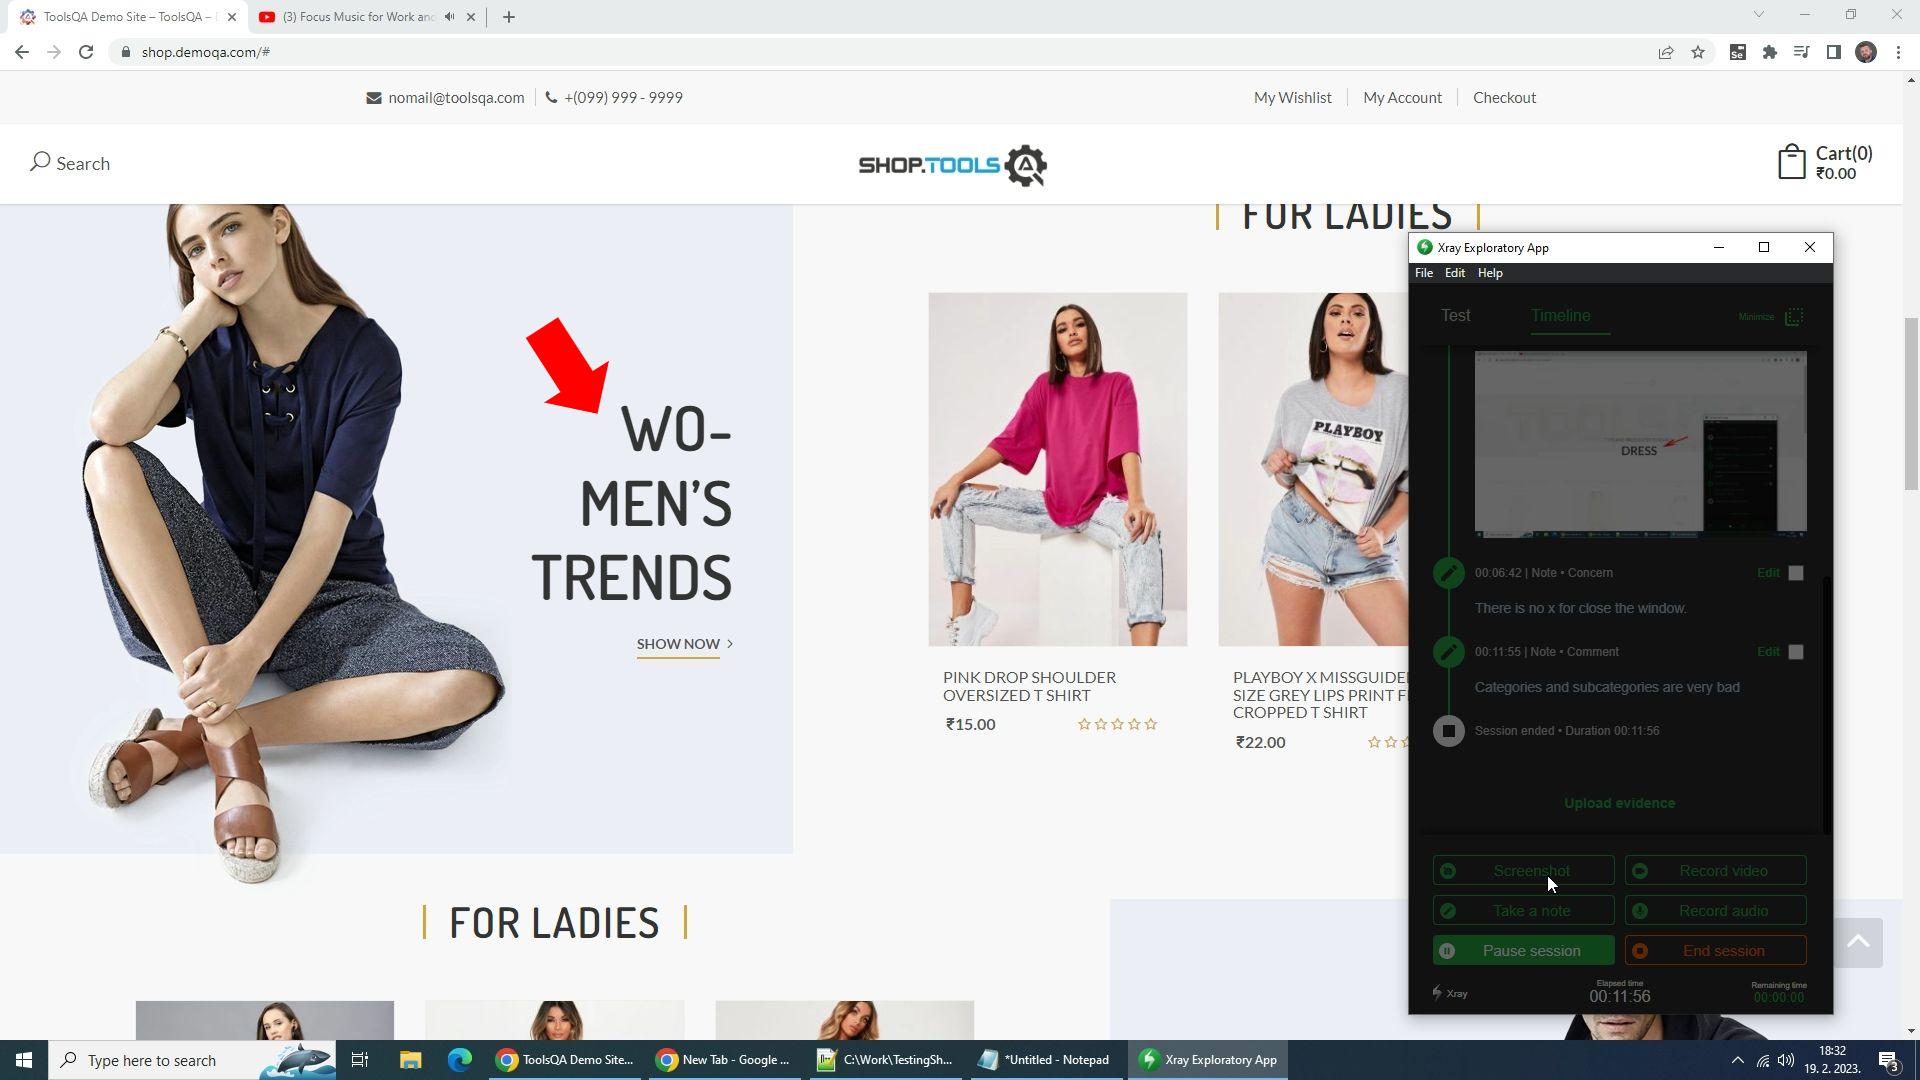 ToolsQA Demo Site – ToolsQA –
(3) Focus Music for Work and
shop.demoqa.com/#
nomail@toolsqa.com
+(099) 999 - 9999
My Wishlist
My Account
Checkout
Search
SHOP.TOOLS
Cart(0)
₹0.00
FOR LADIES
WO-
MEN’S
TRENDS
SHOW NOW
PLAYBOY
PINK DROP SHOULDER
OVERSIZED T SHIRT
₹15.00
PLAYBOY X MISSGUIDED
SIZE GREY LIPS PRINT F
CROPPED T SHIRT
₹22.00
FOR LADIES
Xray Exploratory App
File Edit Help
Test
Timeline
Minimize
DRESS
00:06:42 | Note • Concern
Edit
There is no x for close the window.
00:11:55 | Note • Comment
Edit
Categories and subcategories are very bad
Session ended • Duration 00:11:56
Upload evidence
Screenshot
Record video
Take a note
Record audio
Pause session
End session
Xray
Elapsed time
00:11:56
Remaining time
00:00:00
Type here to search
ToolsQA Demo Site...
New Tab - Google ...
C:\Work\TestingSh...
*Untitled - Notepad
Xray Exploratory App
18:32
19. 2. 2023.
3